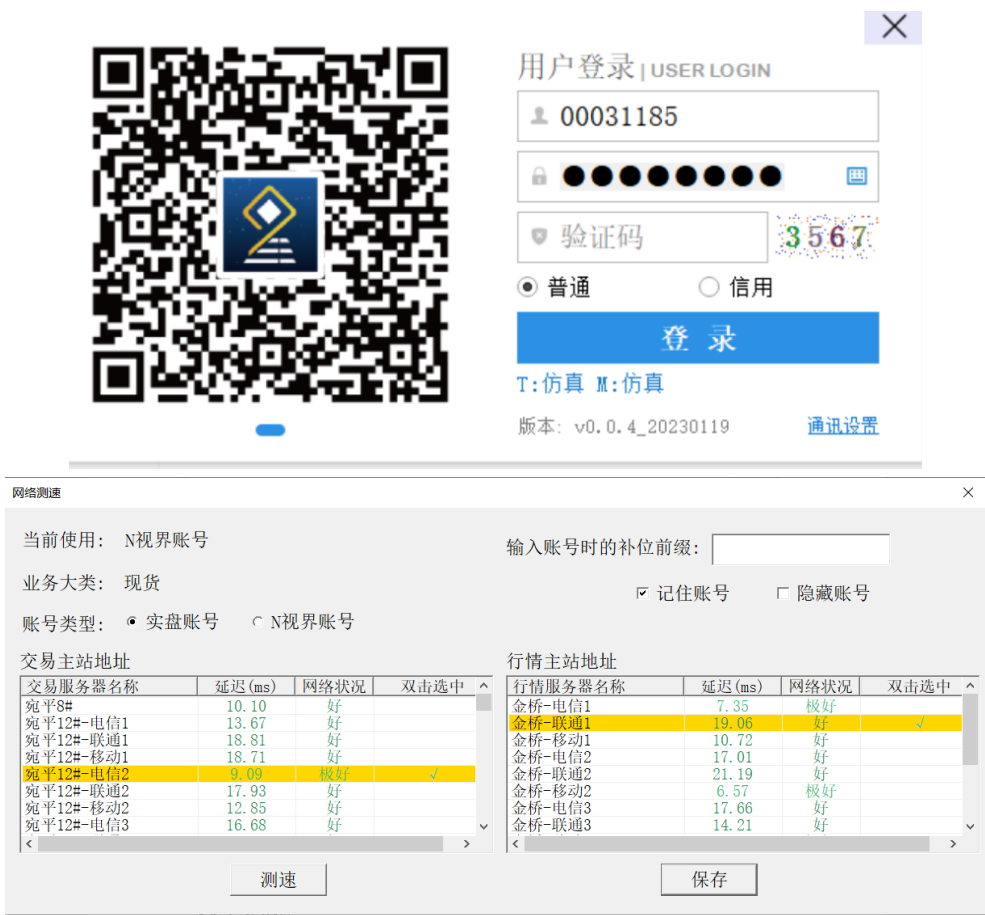 用户登录 | USER LOGIN
00031185
验证码 3567
普通 信用
登 录
T:仿真 M:仿真
版本: v0.0.4_20230119 通讯设置
网络测速
当前使用: N视界账号
输入账号时的补位前缀:
业务大类: 现货
记住账号 隐藏账号
账号类型: 实盘账号 N视界账号
交易主站地址
交易服务器名称 延迟(ms) 网络状况 双击选中
宛平8# 10.10 好
宛平12#-电信1 13.67 好
宛平12#-联通1 18.81 好
宛平12#-移动1 18.71 好
宛平12#-电信2 9.09 极好 √
宛平12#-联通2 17.93 好
宛平12#-移动2 12.85 好
宛平12#-电信3 16.68 好
行情主站地址
行情服务器名称 延迟(ms) 网络状况 双击选中
金桥-电信1 7.35 极好
金桥-联通1 19.06 好 √
金桥-移动1 10.72 好
金桥-电信2 17.01 好
金桥-联通2 21.19 好
金桥-移动2 6.57 极好
金桥-电信3 17.66 好
金桥-联通3 14.21 好
测速
保存